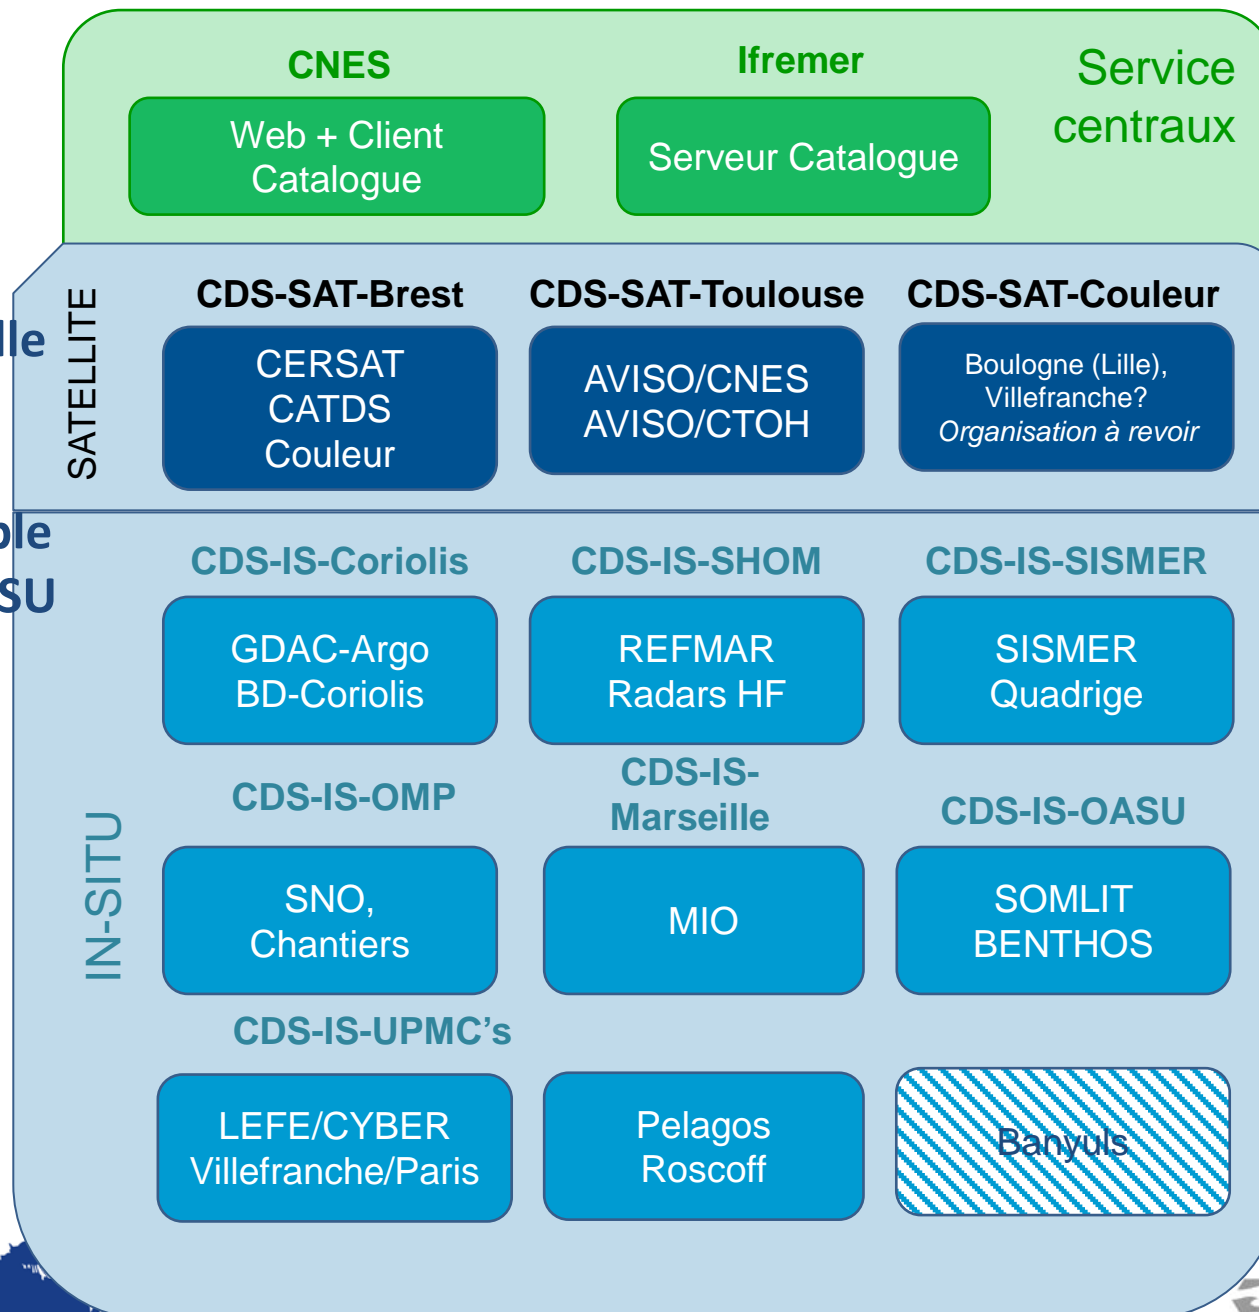 CNES
Ifremer
Service
centraux
Web + Client
Catalogue
Serveur Catalogue
SATELLITE
CDS-SAT-Brest
CDS-SAT-Toulouse
CDS-SAT-Couleur
CERSAT
CATDS
Couleur
AVISO/CNES
AVISO/CTOH
Boulogne (Lille),
Villefranche?
Organisation à revoir
IN-SITU
CDS-IS-Coriolis
CDS-IS-SHOM
CDS-IS-SISMER
GDAC-Argo
BD-Coriolis
REFMAR
Radars HF
SISMER
Quadrige
CDS-IS-OMP
CDS-IS-
Marseille
CDS-IS-OASU
SNO,
Chantiers
MIO
SOMLIT
BENTHOS
CDS-IS-UPMC’s
LEFE/CYBER
Villefranche/Paris
Pelagos
Roscoff
Banyuls